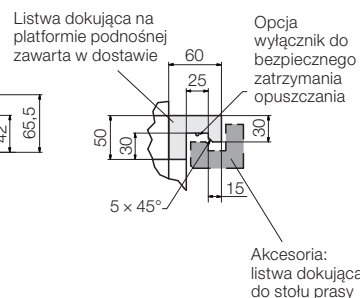 Listwa dokująca na
platformie podnośnej
zawarta w dostawie
Opcja
wyłącznik do
bezpiecznego
zatrzymania
opuszczania
60
25
42
65,5
50
30
30
15
5 × 45°
Akcesoria:
listwa dokująca
do stołu prasy